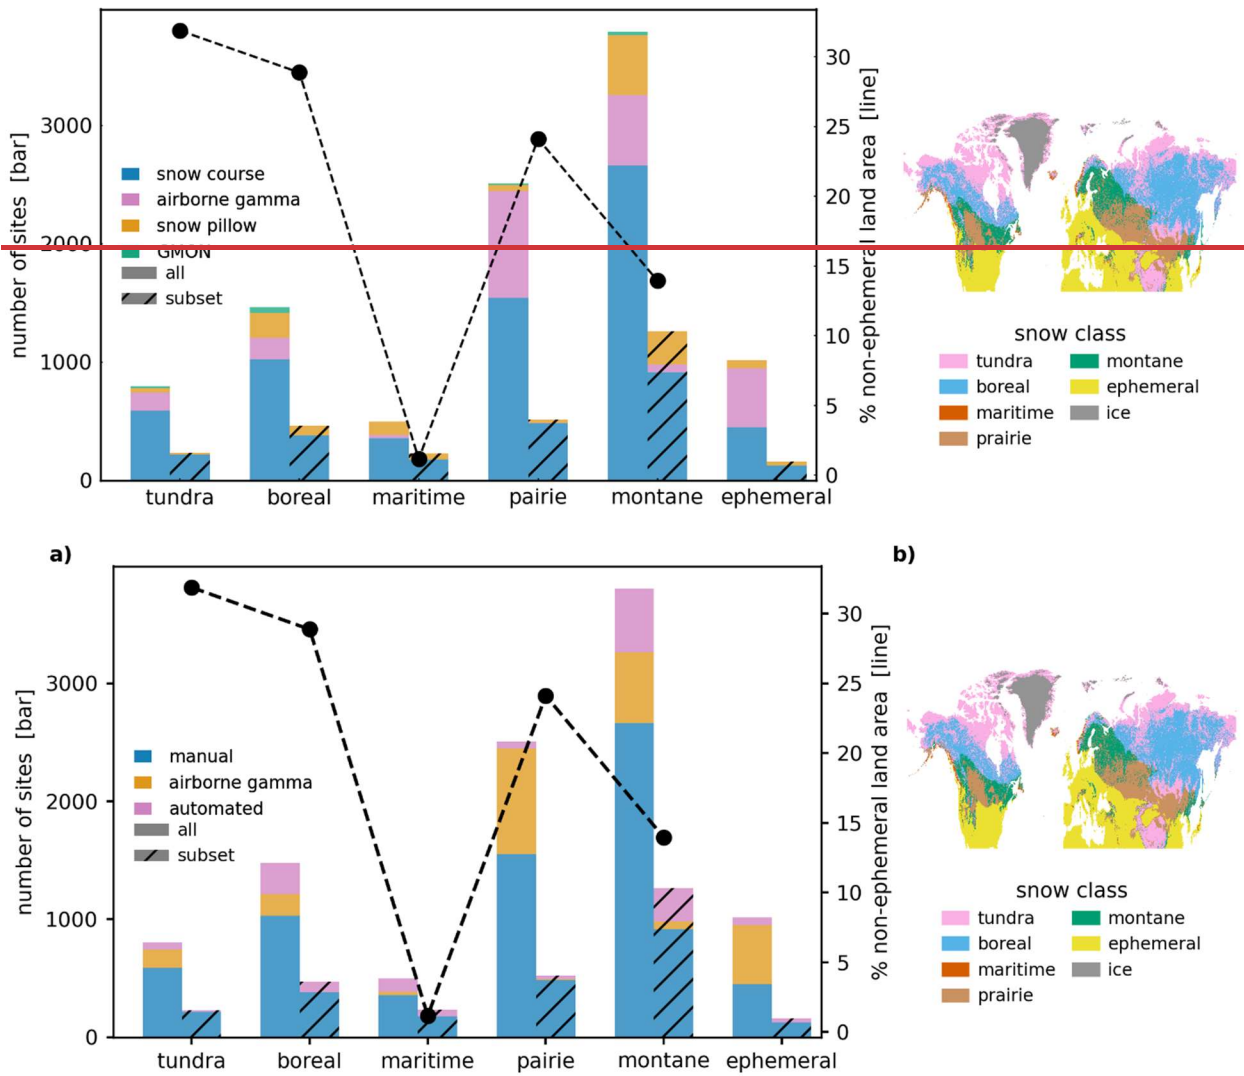 3000
2000
1000
0
number of sites [bar]
snow course
airborne gamma
snow pillow
GMON
all
subset
tundra
boreal
maritime
pairie
montane
ephemeral
30
25
20
15
10
5
0
% non-ephemeral land area [line]
snow class
tundra
boreal
maritime
prairie
montane
ephemeral
ice
a)
b)
3000
2000
1000
0
number of sites [bar]
manual
airborne gamma
automated
all
subset
tundra
boreal
maritime
pairie
montane
ephemeral
30
25
20
15
10
5
0
% non-ephemeral land area [line]
snow class
tundra
boreal
maritime
prairie
montane
ephemeral
ice